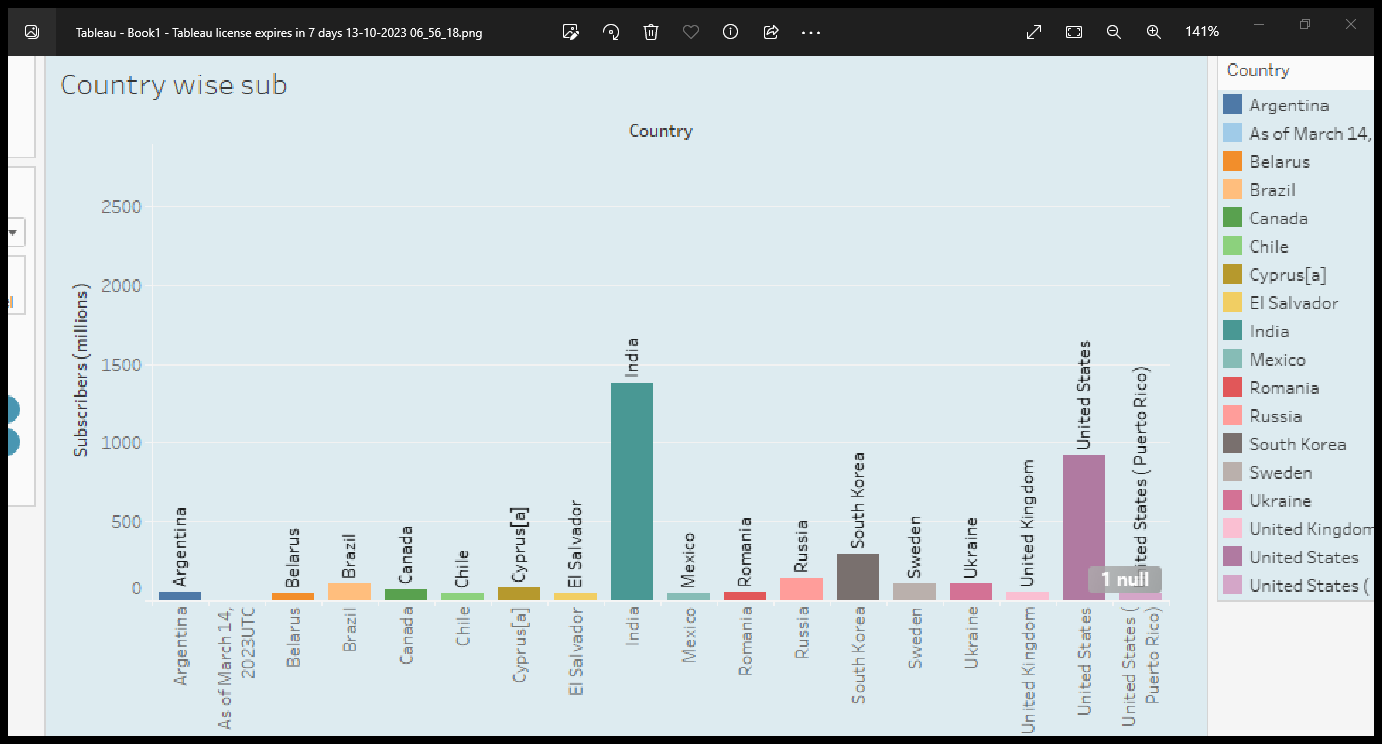 Tableau - Book1 - Tableau license expires in 7 days 13-10-2023 06_56_18.png
141%
Country wise sub
Country
Subscribers (millions)
2500
2000
1500
1000
500
0
Argentina
Belarus
Brazil
Canada
Chile
Cyprus[a]
El Salvador
India
Mexico
Romania
Russia
South Korea
Sweden
Ukraine
United Kingdom
United States
United States ( Puerto Rico)
1 null
Argentina
As of March 14,
2023UTC
Belarus
Brazil
Canada
Chile
Cyprus[a]
El Salvador
India
Mexico
Romania
Russia
South Korea
Sweden
Ukraine
United Kingdom
United States
United States (
Puerto Rico)
Country
Argentina
As of March 14,
Belarus
Brazil
Canada
Chile
Cyprus[a]
El Salvador
India
Mexico
Romania
Russia
South Korea
Sweden
Ukraine
United Kingdom
United States
United States (